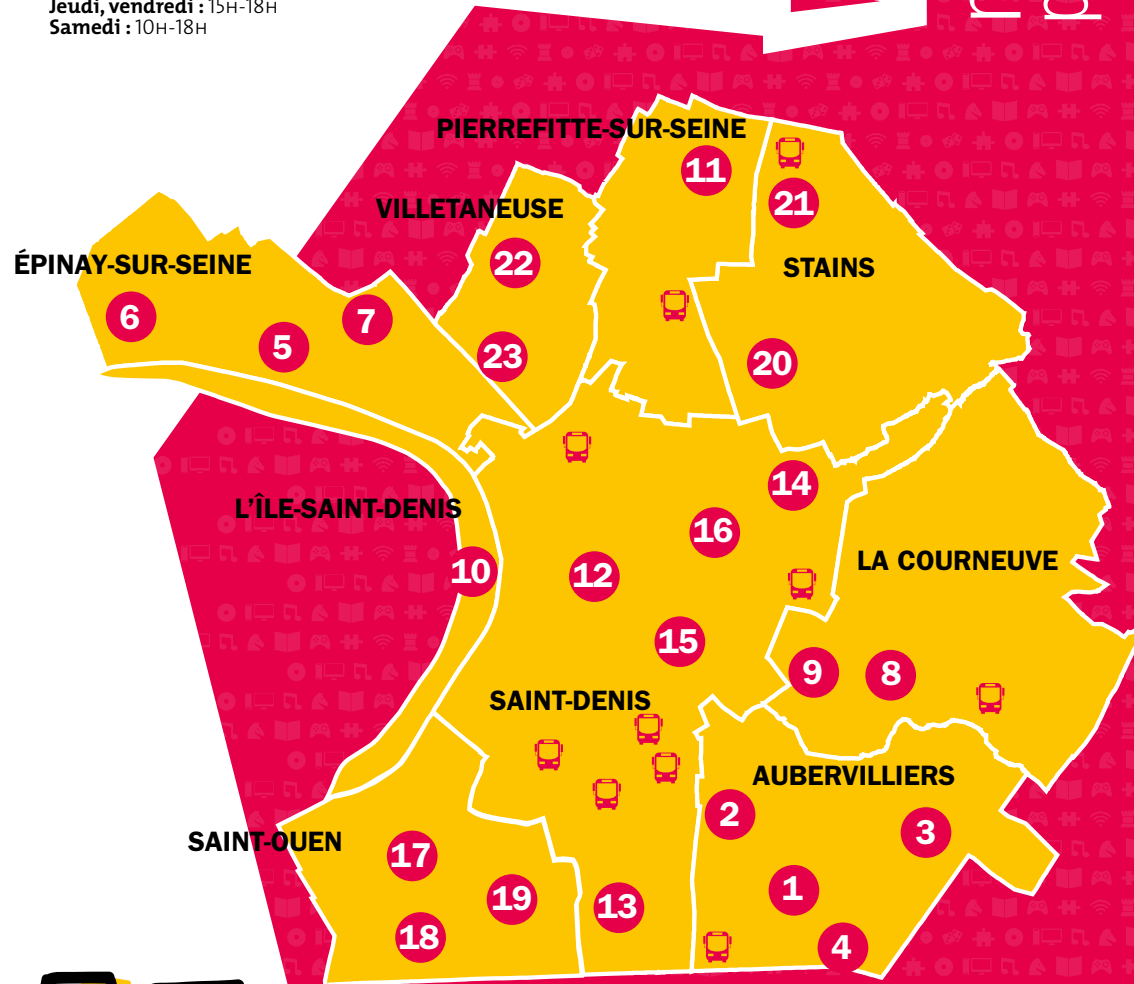 Jeudi, vendredi : 15H-18H
Samedi : 10H-18H
PIERREFITTE-SUR-SEINE
11
21
VILLETANEUSE
22
ÉPINAY-SUR-SEINE
STAINS
6
5
7
23
20
14
L'ÎLE-SAINT-DENIS
16
LA COURNEUVE
10
12
15
9
8
SAINT-DENIS
AUBERVILLIERS
2
3
SAINT-OUEN
17
1
19
13
18
4